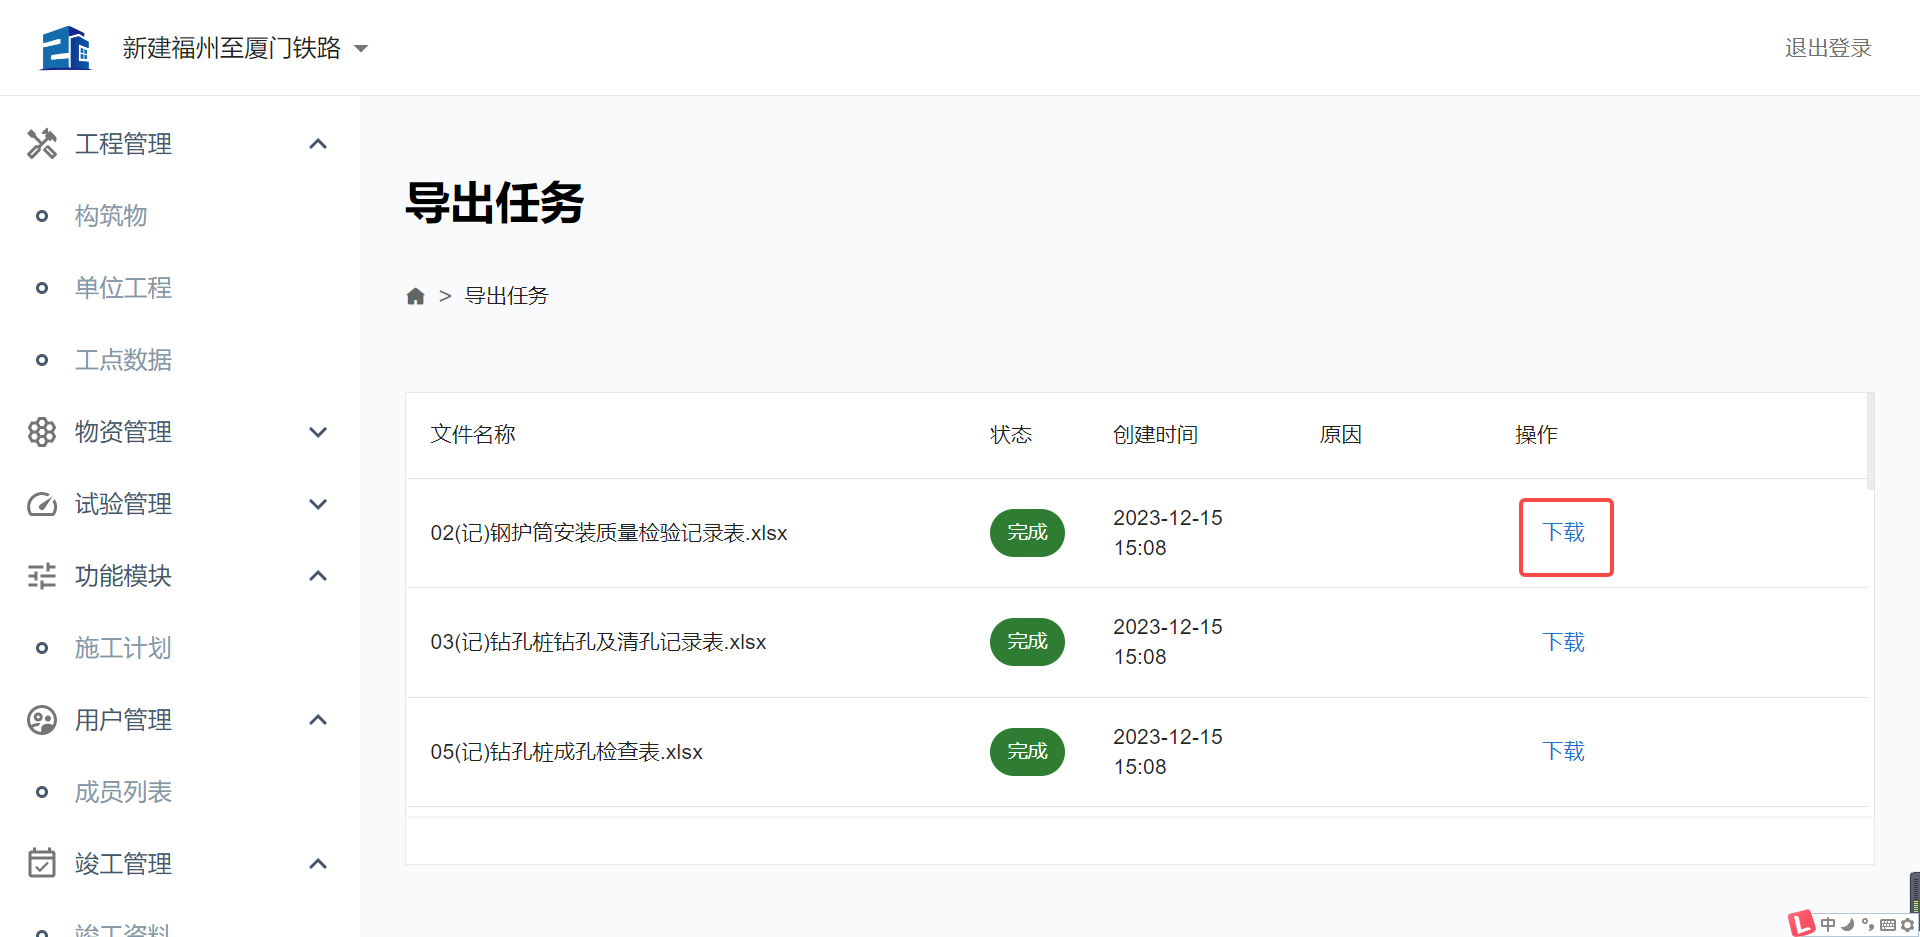 新建福州至厦门铁路
退出登录
工程管理
构筑物
单位工程
工点数据
物资管理
试验管理
功能模块
施工计划
用户管理
成员列表
竣工管理
竣工资料
导出任务
> 导出任务
文件名称 状态 创建时间 原因 操作
02(记)钢护筒安装质量检验记录表.xlsx 完成 2023-12-15 15:08 下载
03(记)钻孔桩钻孔及清孔记录表.xlsx 完成 2023-12-15 15:08 下载
05(记)钻孔桩成孔检查表.xlsx 完成 2023-12-15 15:08 下载
中